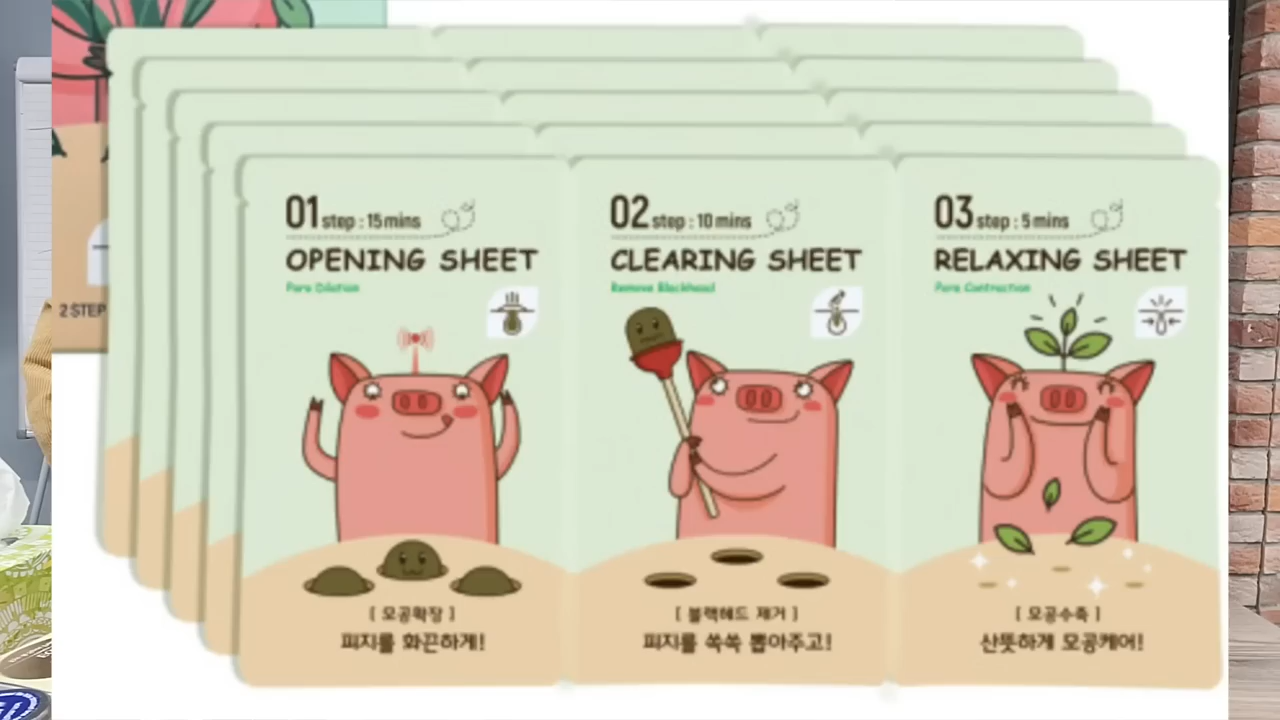 2 STEP
01 step : 15 mins
OPENING SHEET
Pore Dilation
[ 모공확장 ]
피지를 화끈하게!
02 step : 10 mins
CLEARING SHEET
Remove Blackhead
[ 블랙헤드 제거 ]
피지를 쏙쏙 뽑아주고!
03 step : 5 mins
RELAXING SHEET
Pore Contraction
[ 모공수축 ]
산뜻하게 모공케어!